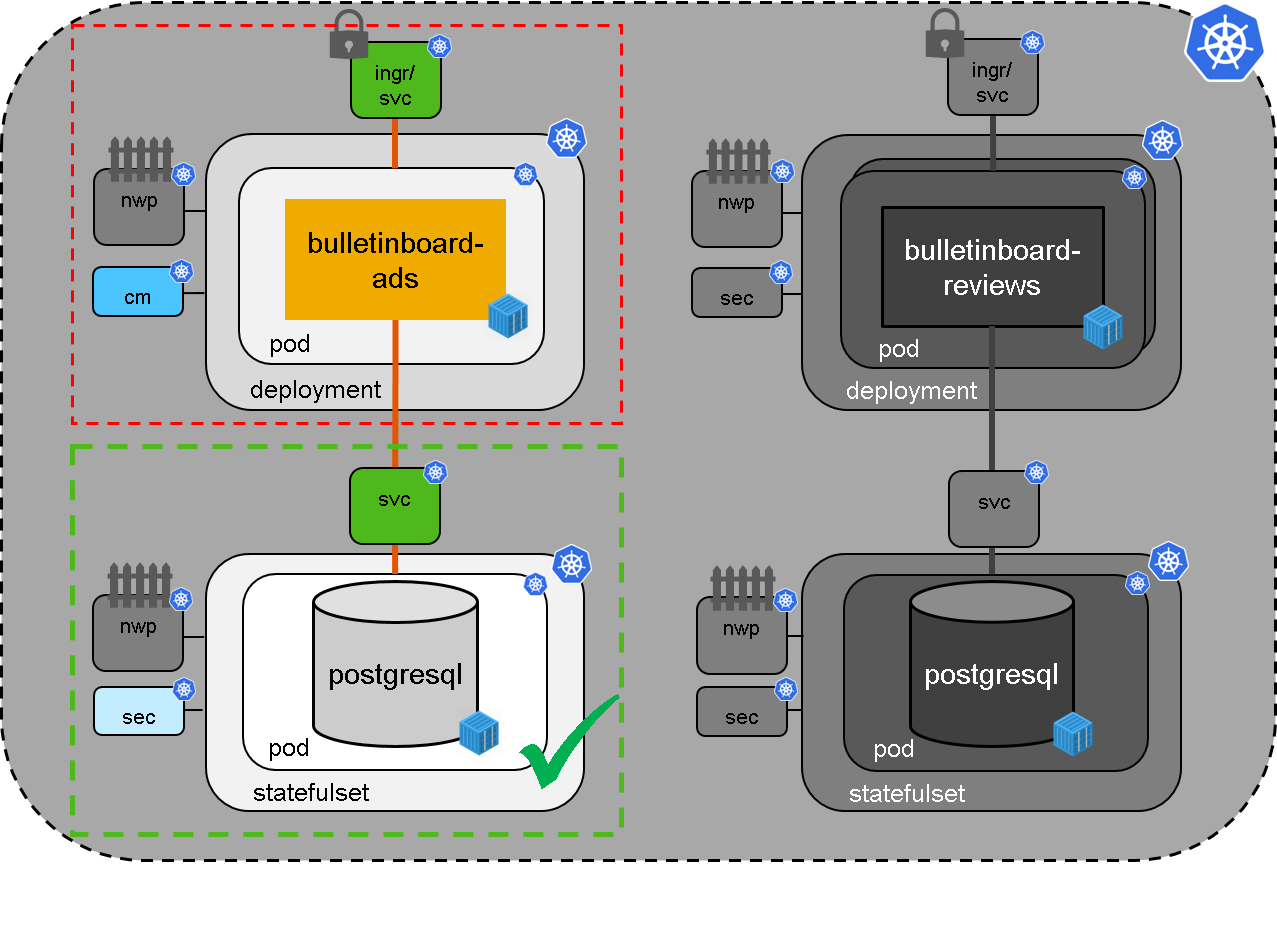 ingr/
svc
nwp
cm
bulletinboard-
ads
pod
deployment
svc
nwp
sec
postgresql
pod
statefulset
ingr/
svc
nwp
sec
bulletinboard-
reviews
pod
deployment
svc
nwp
sec
postgresql
pod
statefulset